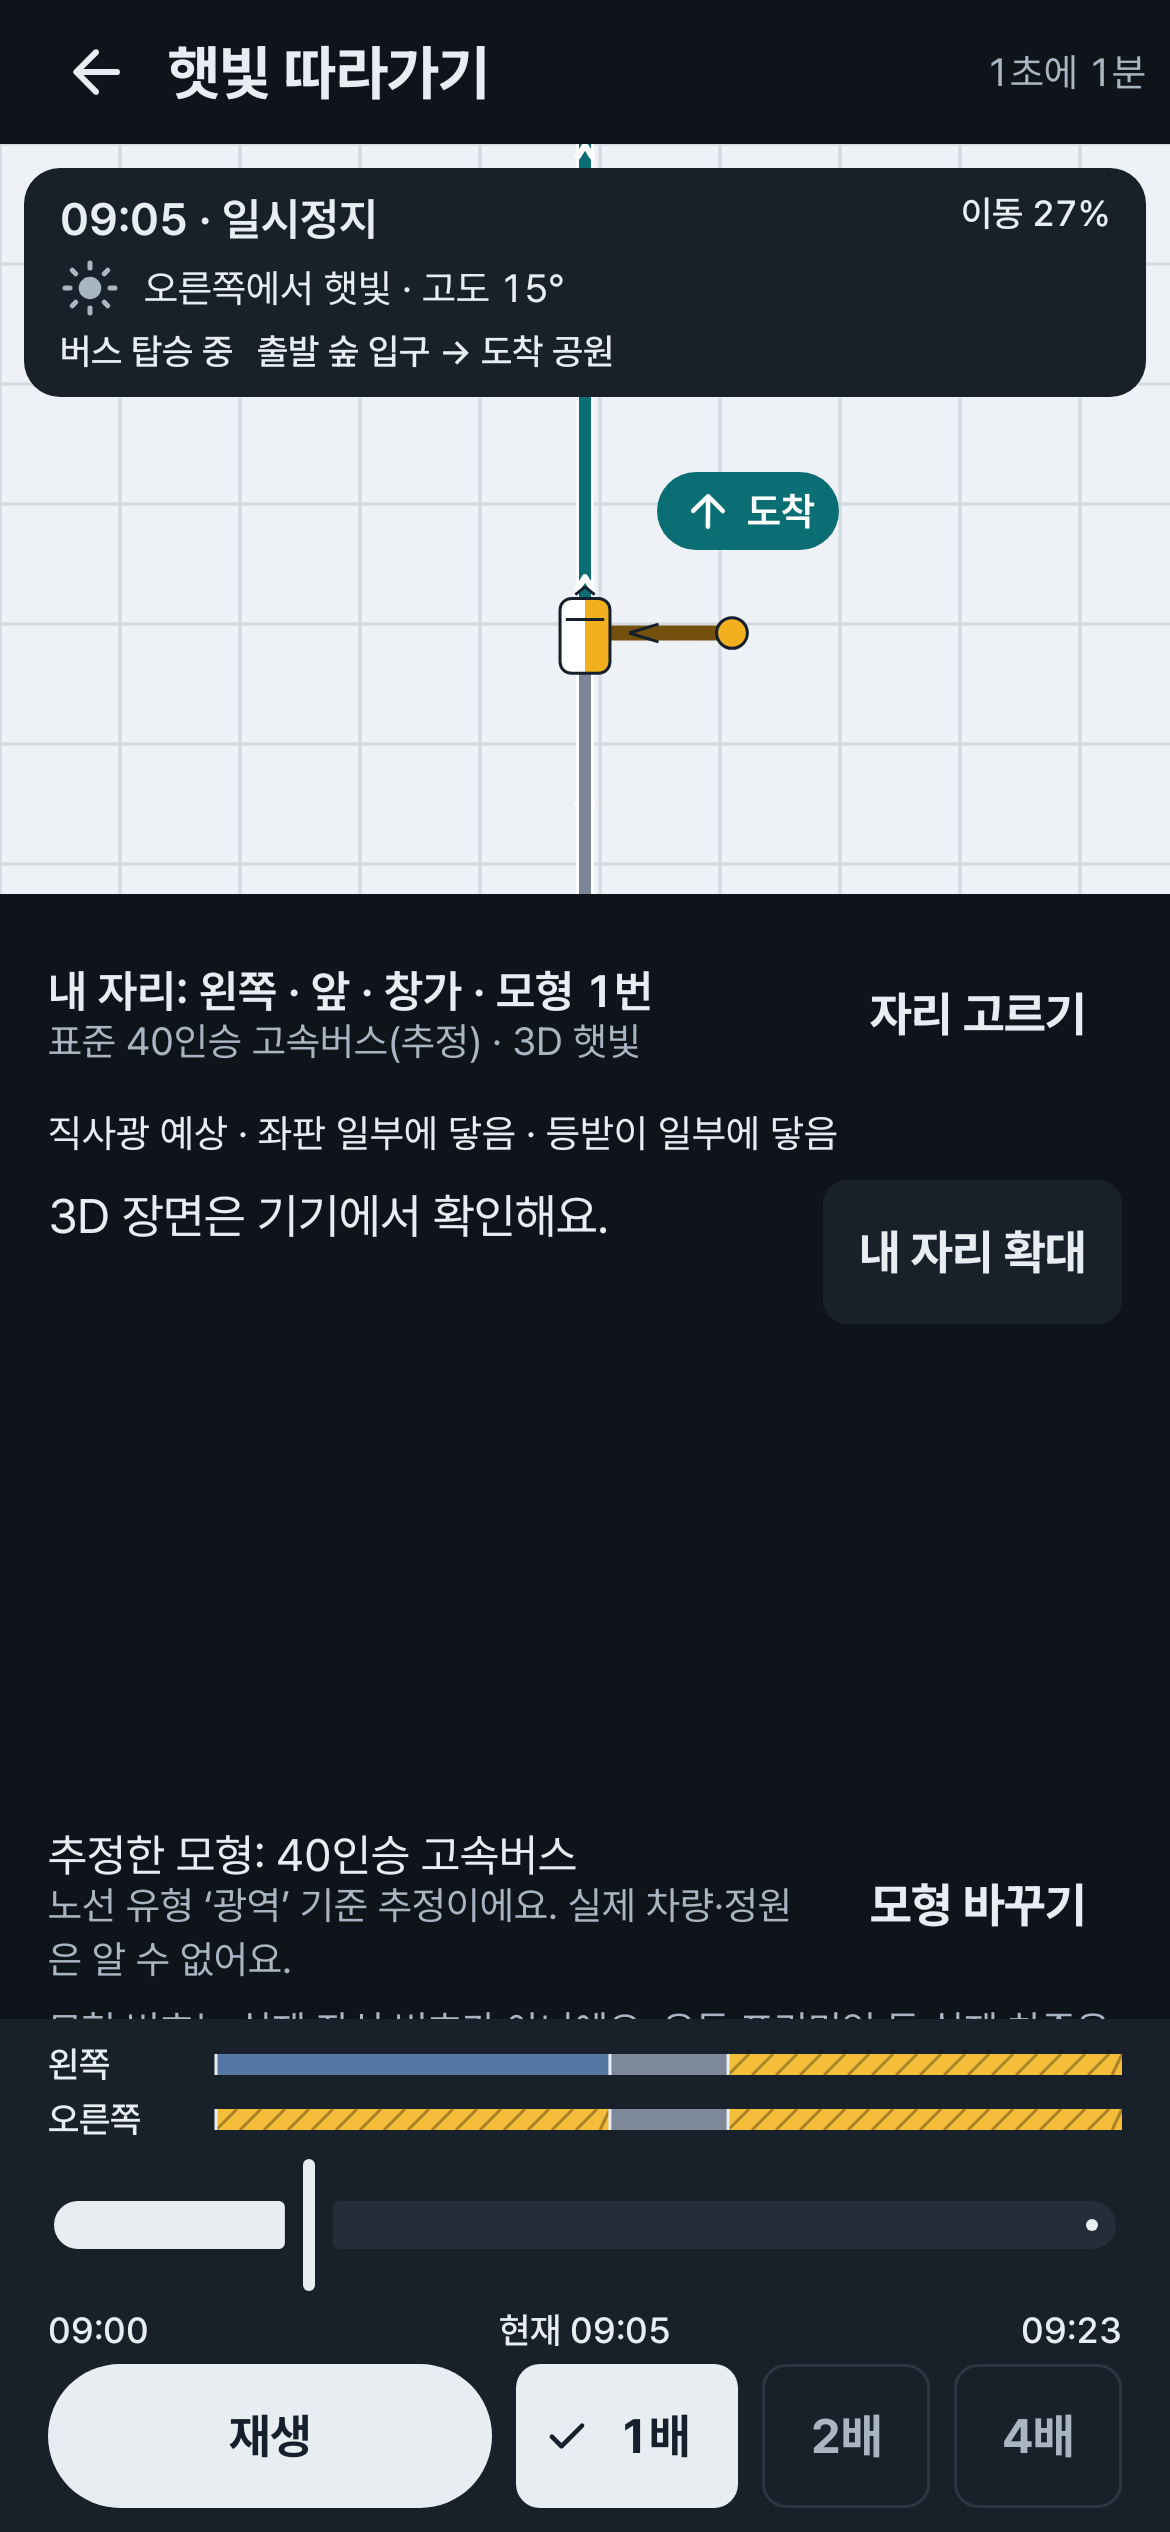 햇빛 따라가기
1초에 1분
09:05 · 일시정지
이동 27%
오른쪽에서 햇빛 · 고도 15°
버스 탑승 중 출발 숲 입구 → 도착 공원
↑ 도착
내 자리: 왼쪽 · 앞 · 창가 · 모형 1번
자리 고르기
표준 40인승 고속버스(추정) · 3D 햇빛
직사광 예상 · 좌판 일부에 닿음 · 등받이 일부에 닿음
3D 장면은 기기에서 확인해요.
내 자리 확대
추정한 모형: 40인승 고속버스
노선 유형 ‘광역’ 기준 추정이에요. 실제 차량·정원
은 알 수 없어요.
모형 바꾸기
왼쪽
오른쪽
09:00
현재 09:05
09:23
재생
1배
2배
4배